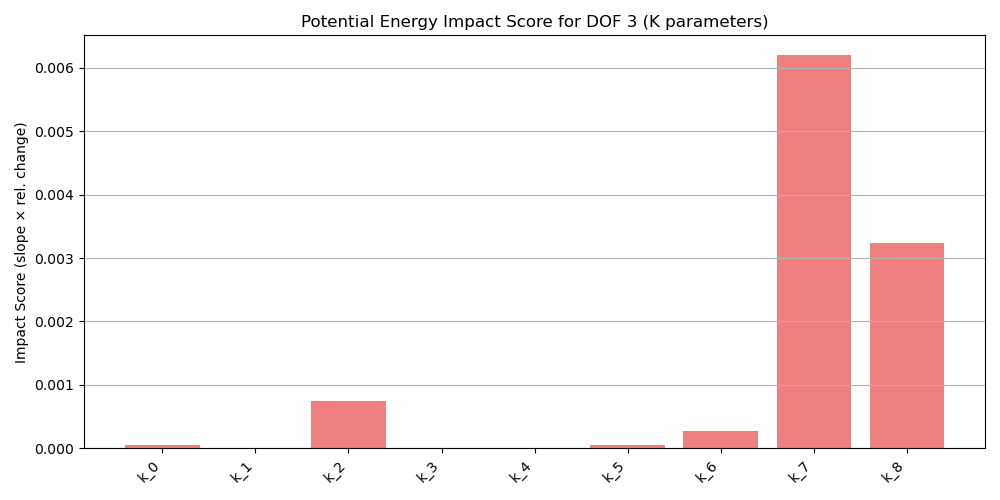 Potential Energy Impact Score for DOF 3 (K parameters)
Impact Score (slope × rel. change)
0.006
0.005
0.004
0.003
0.002
0.001
0.000
k_0
k_1
k_2
k_3
k_4
k_5
k_6
k_7
k_8